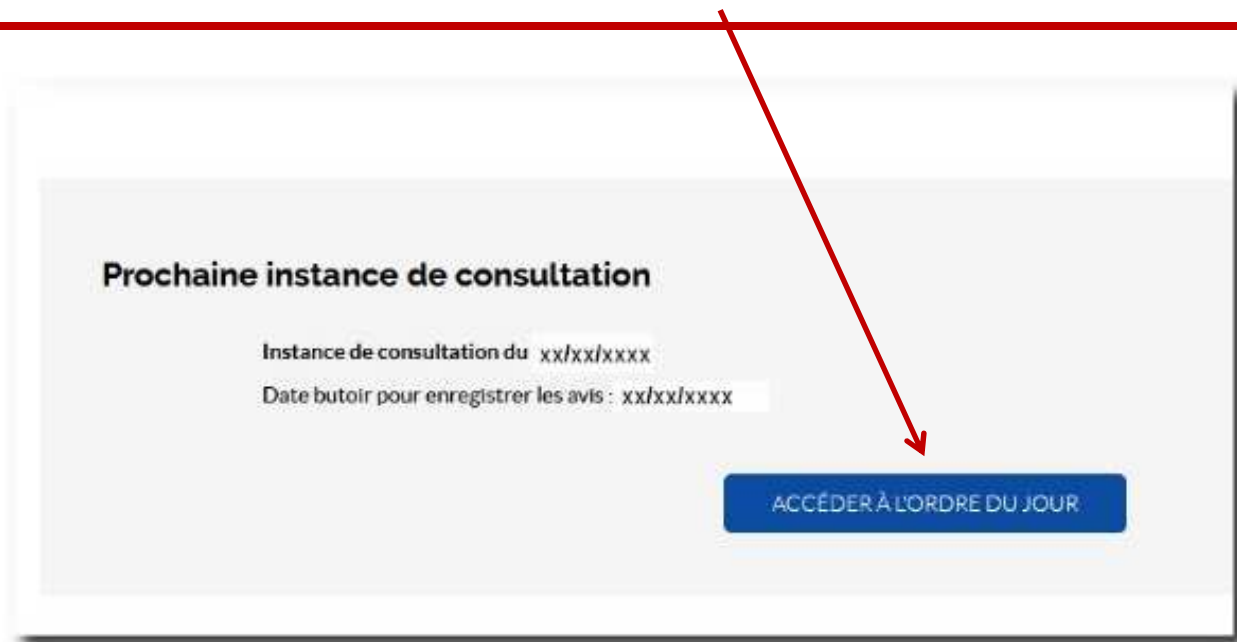 Prochaine instance de consultation
Instance de consultation du xx/xx/xxxx
Date butoir pour enregistrer les avis : xx/xx/xxxx
ACCÉDER À L'ORDRE DU JOUR